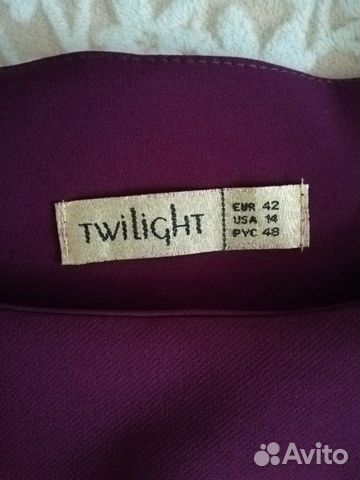 TWILIGHT
EUR 42
USA 14
РУС 48
Avito